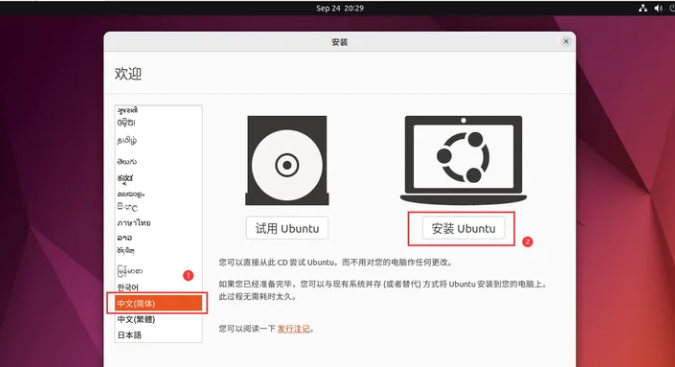 Sep 24 20:29
安装
欢迎
ગુજરાતી
ଓଡ଼ିଆ
தமிழ்
తెలుగు
ಕನ್ನಡ
മലയാളം
සිංහල
ภาษาไทย
ລາວ
བོད་ཡིག
မြန်မာစာ
한국어
中文(简体)
中文(繁體)
日本語
1
试用 Ubuntu
安装 Ubuntu
2
您可以直接从此 CD 尝试 Ubuntu，而不用对您的电脑作任何更改。
如果您已经准备完毕，您可以与现有系统并存 (或者替代) 方式将 Ubuntu 安装到您的电脑上。
此过程无需耗时太久。
您可以阅读一下 发行注记。